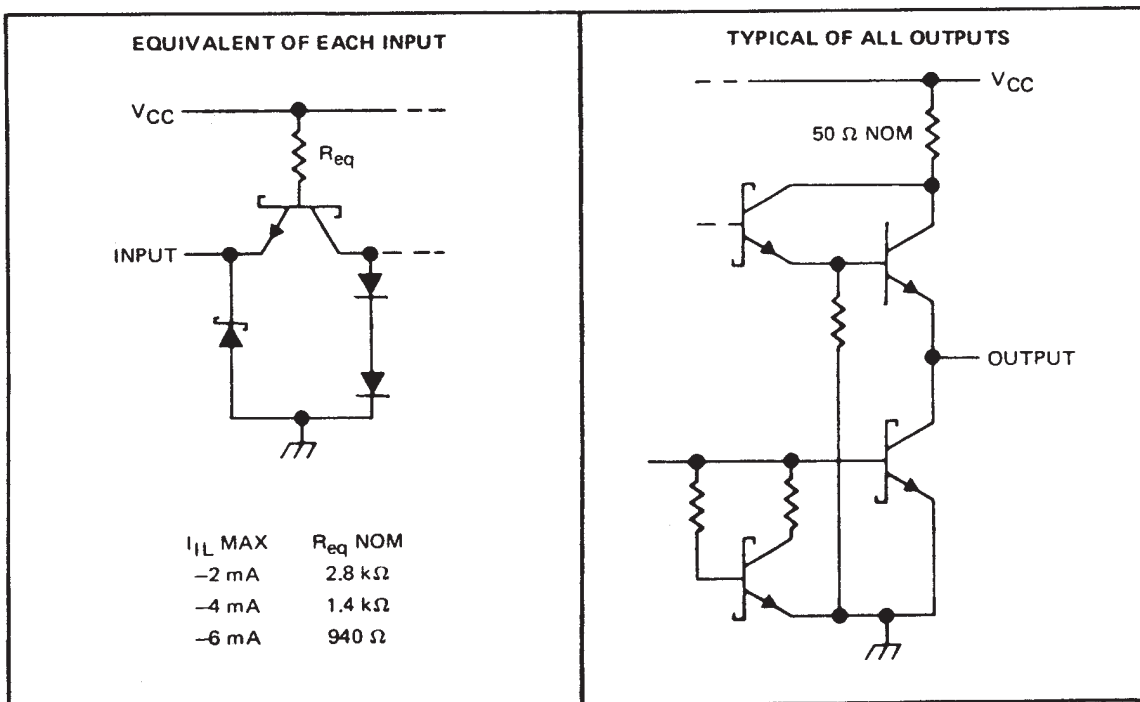 EQUIVALENT OF EACH INPUT
VCC
Req
INPUT
IIL MAX Req NOM
–2 mA 2.8 kΩ
–4 mA 1.4 kΩ
–6 mA 940 Ω
TYPICAL OF ALL OUTPUTS
VCC
50 Ω NOM
OUTPUT